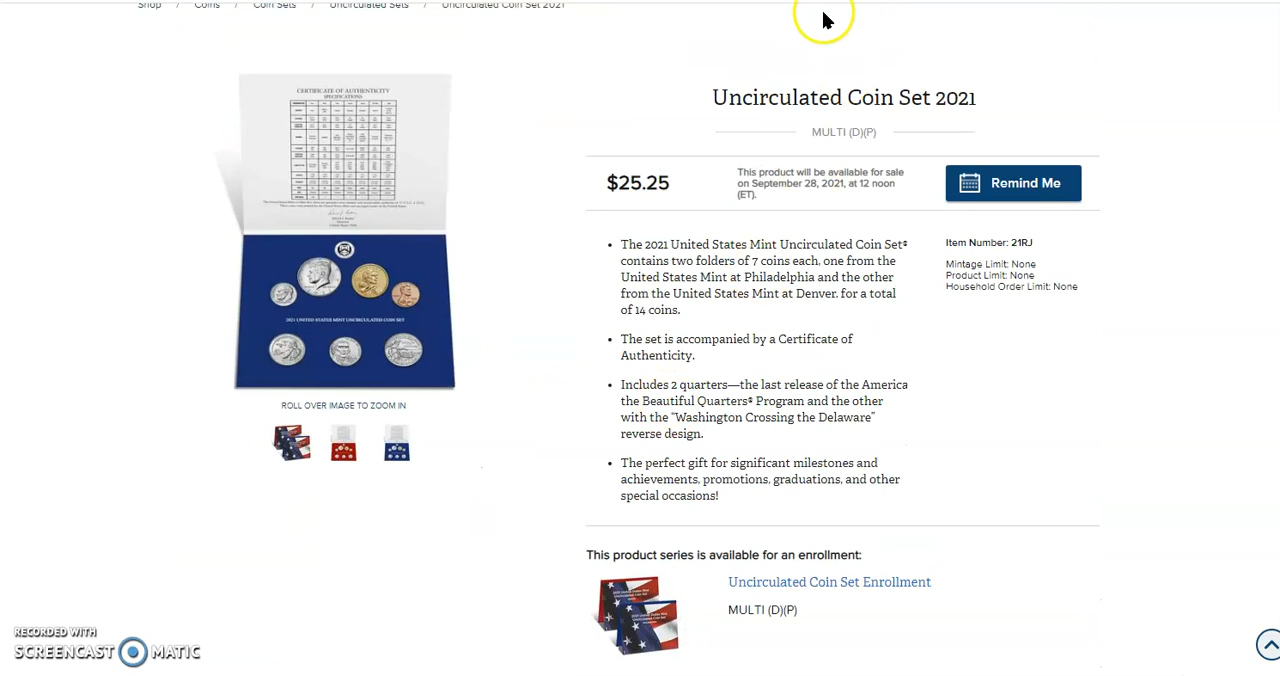 Shop / Coins / Coin Sets / Uncirculated Sets / Uncirculated Coin Set 2021
CERTIFICATE OF AUTHENTICITY
SPECIFICATIONS
2021 UNITED STATES MINT UNCIRCULATED COIN SET
ROLL OVER IMAGE TO ZOOM IN
Uncirculated Coin Set 2021
MULTI (D)(P)
$25.25
This product will be available for sale
on September 28, 2021, at 12 noon
(ET).
Remind Me
The 2021 United States Mint Uncirculated Coin Set®
contains two folders of 7 coins each, one from the
United States Mint at Philadelphia and the other
from the United States Mint at Denver. for a total
of 14 coins.
The set is accompanied by a Certificate of
Authenticity.
Includes 2 quarters—the last release of the America
the Beautiful Quarters® Program and the other
with the "Washington Crossing the Delaware"
reverse design.
The perfect gift for significant milestones and
achievements, promotions, graduations, and other
special occasions!
Item Number: 21RJ
Mintage Limit: None
Product Limit: None
Household Order Limit: None
This product series is available for an enrollment:
Uncirculated Coin Set Enrollment
MULTI (D)(P)
RECORDED WITH
SCREENCAST MATIC